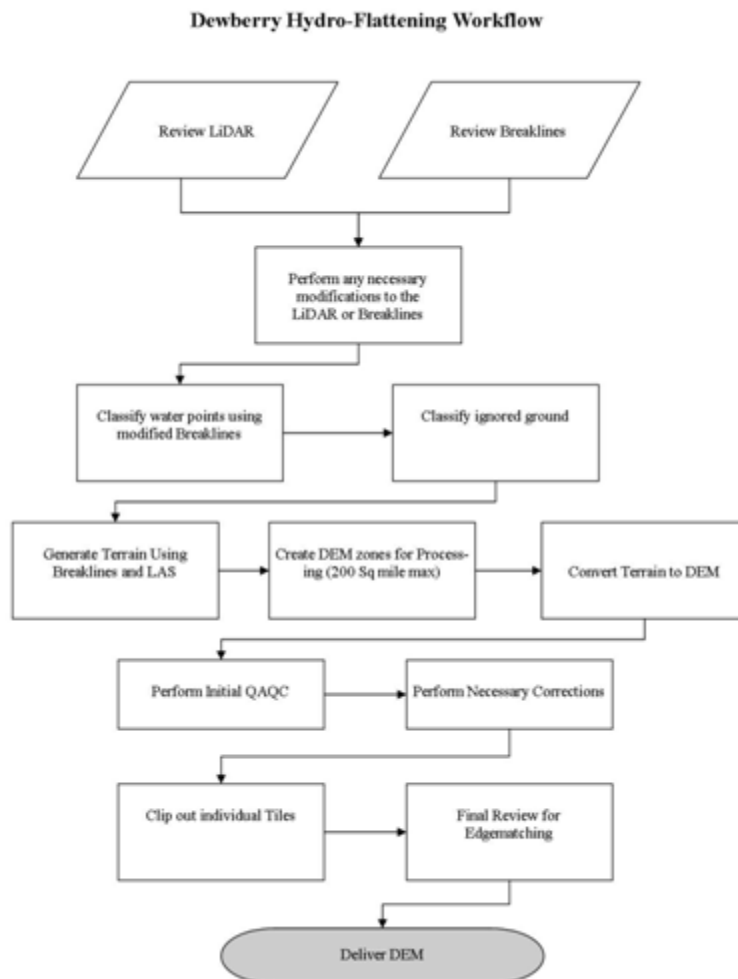 Dewberry Hydro-Flattening Workflow
Review LiDAR
Review Breaklines
Perform any necessary
modifications to the
LiDAR or Breaklines
Classify water points using
modified Breaklines
Classify ignored ground
Generate Terrain Using
Breaklines and LAS
Create DEM zones for Process-
ing (200 Sq mile max)
Convert Terrain to DEM
Perform Initial QAQC
Perform Necessary Corrections
Clip out individual Tiles
Final Review for
Edgematching
Deliver DEM